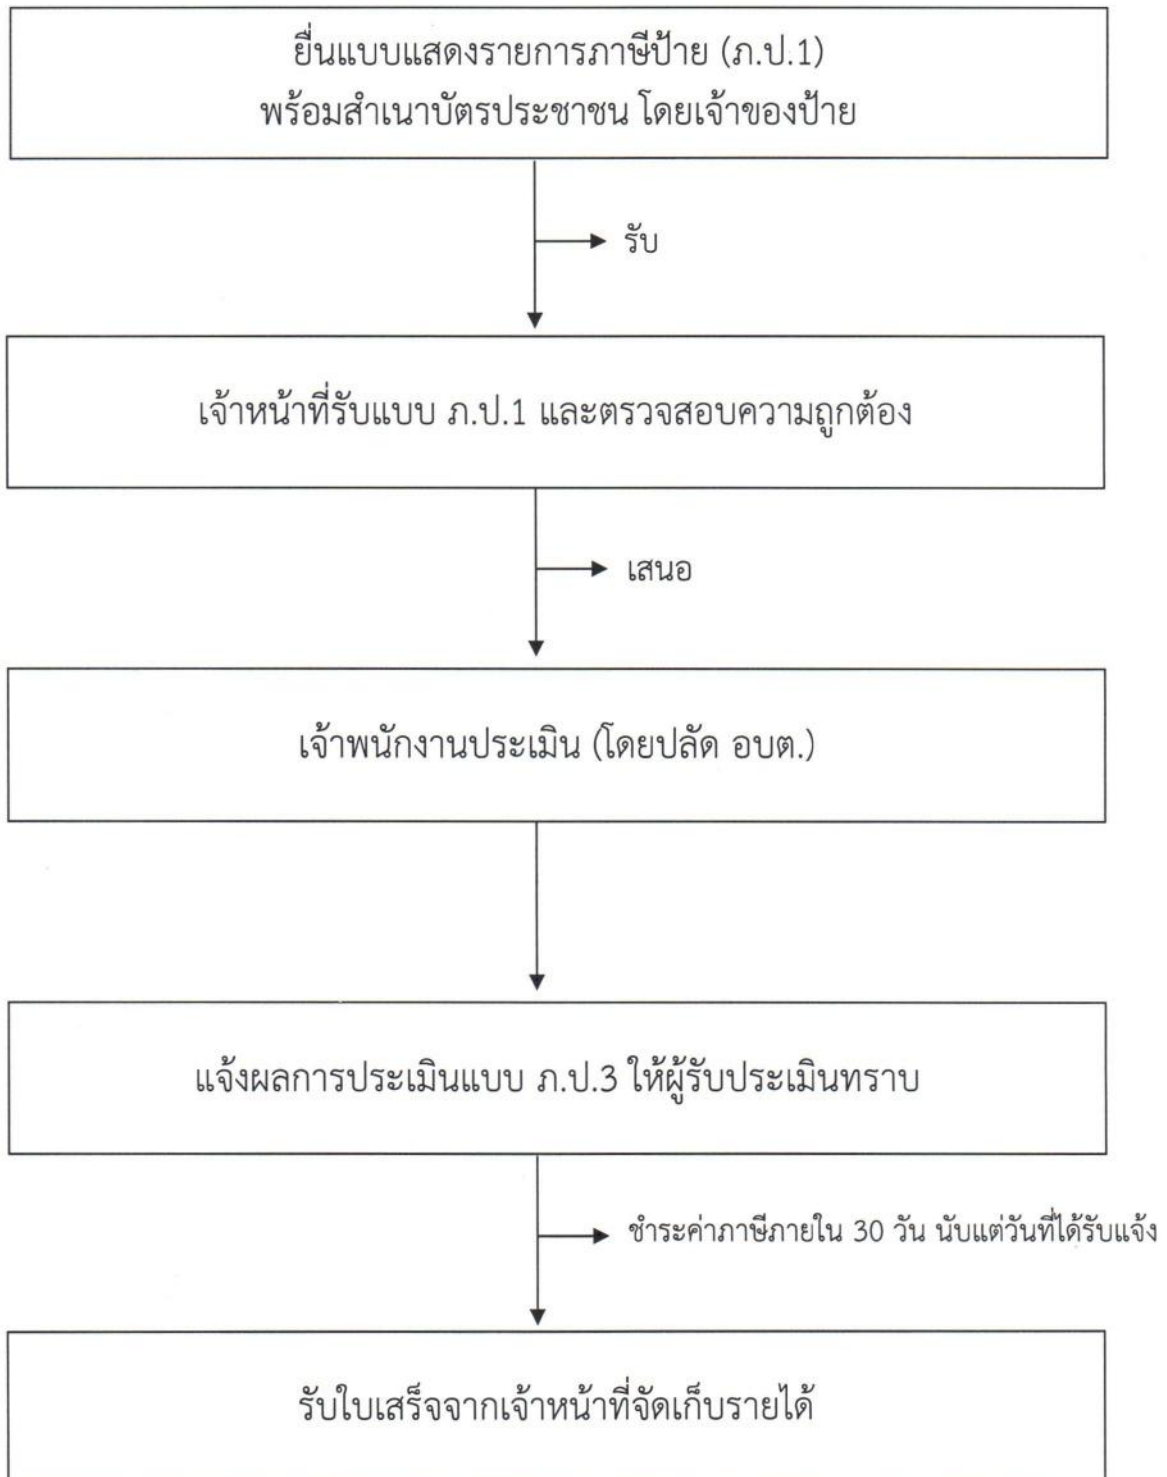 ยื่นแบบแสดงรายการภาษีป้าย (ภ.ป.1)
พร้อมสำเนาบัตรประชาชน โดยเจ้าของป้าย
รับ
เจ้าหน้าที่รับแบบ ภ.ป.1 และตรวจสอบความถูกต้อง
เสนอ
เจ้าพนักงานประเมิน (โดยปลัด อบต.)
แจ้งผลการประเมินแบบ ภ.ป.3 ให้ผู้รับประเมินทราบ
ชำระค่าภาษีภายใน 30 วัน นับแต่วันที่ได้รับแจ้ง
รับใบเสร็จจากเจ้าหน้าที่จัดเก็บรายได้